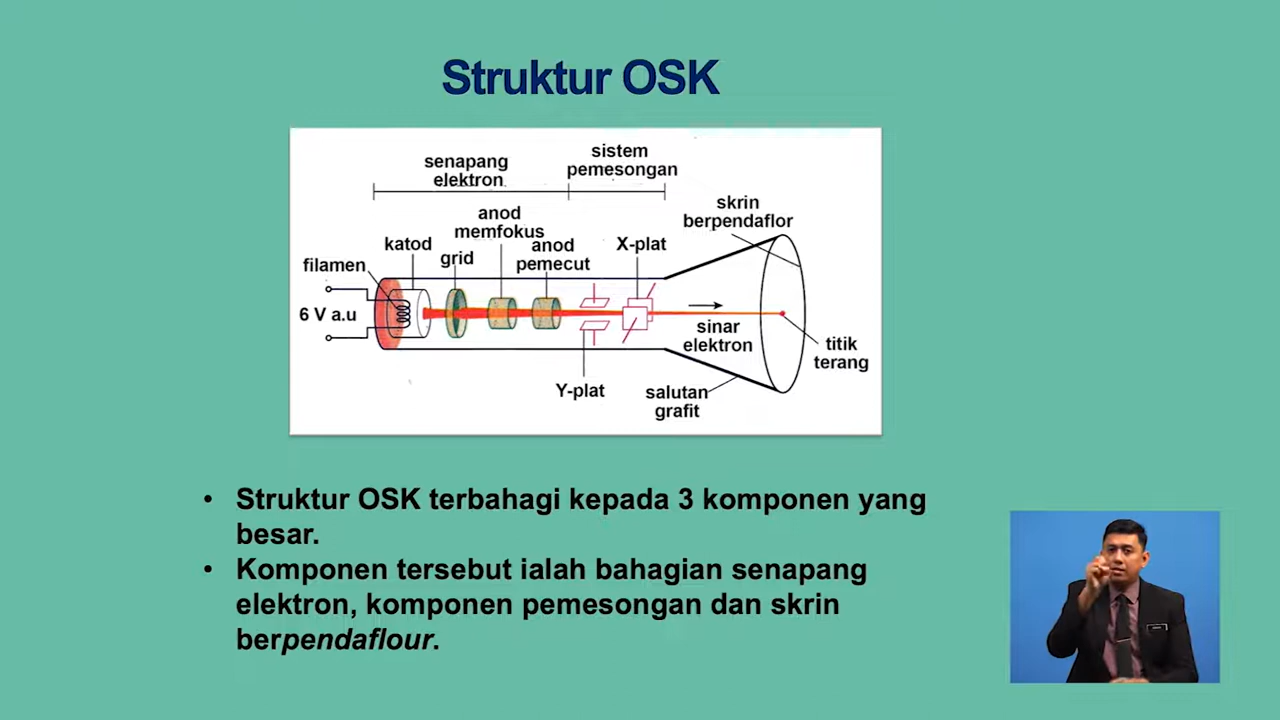 Struktur OSK
senapang
elektron
sistem
pemesongan
skrin
berpendaflor
anod
memfokus
katod
grid
anod
pemecut
X-plat
filamen
6 V a.u
sinar
elektron
titik
terang
Y-plat
salutan
grafit
• Struktur OSK terbahagi kepada 3 komponen yang
besar.
• Komponen tersebut ialah bahagian senapang
elektron, komponen pemesongan dan skrin
berpendaflour.